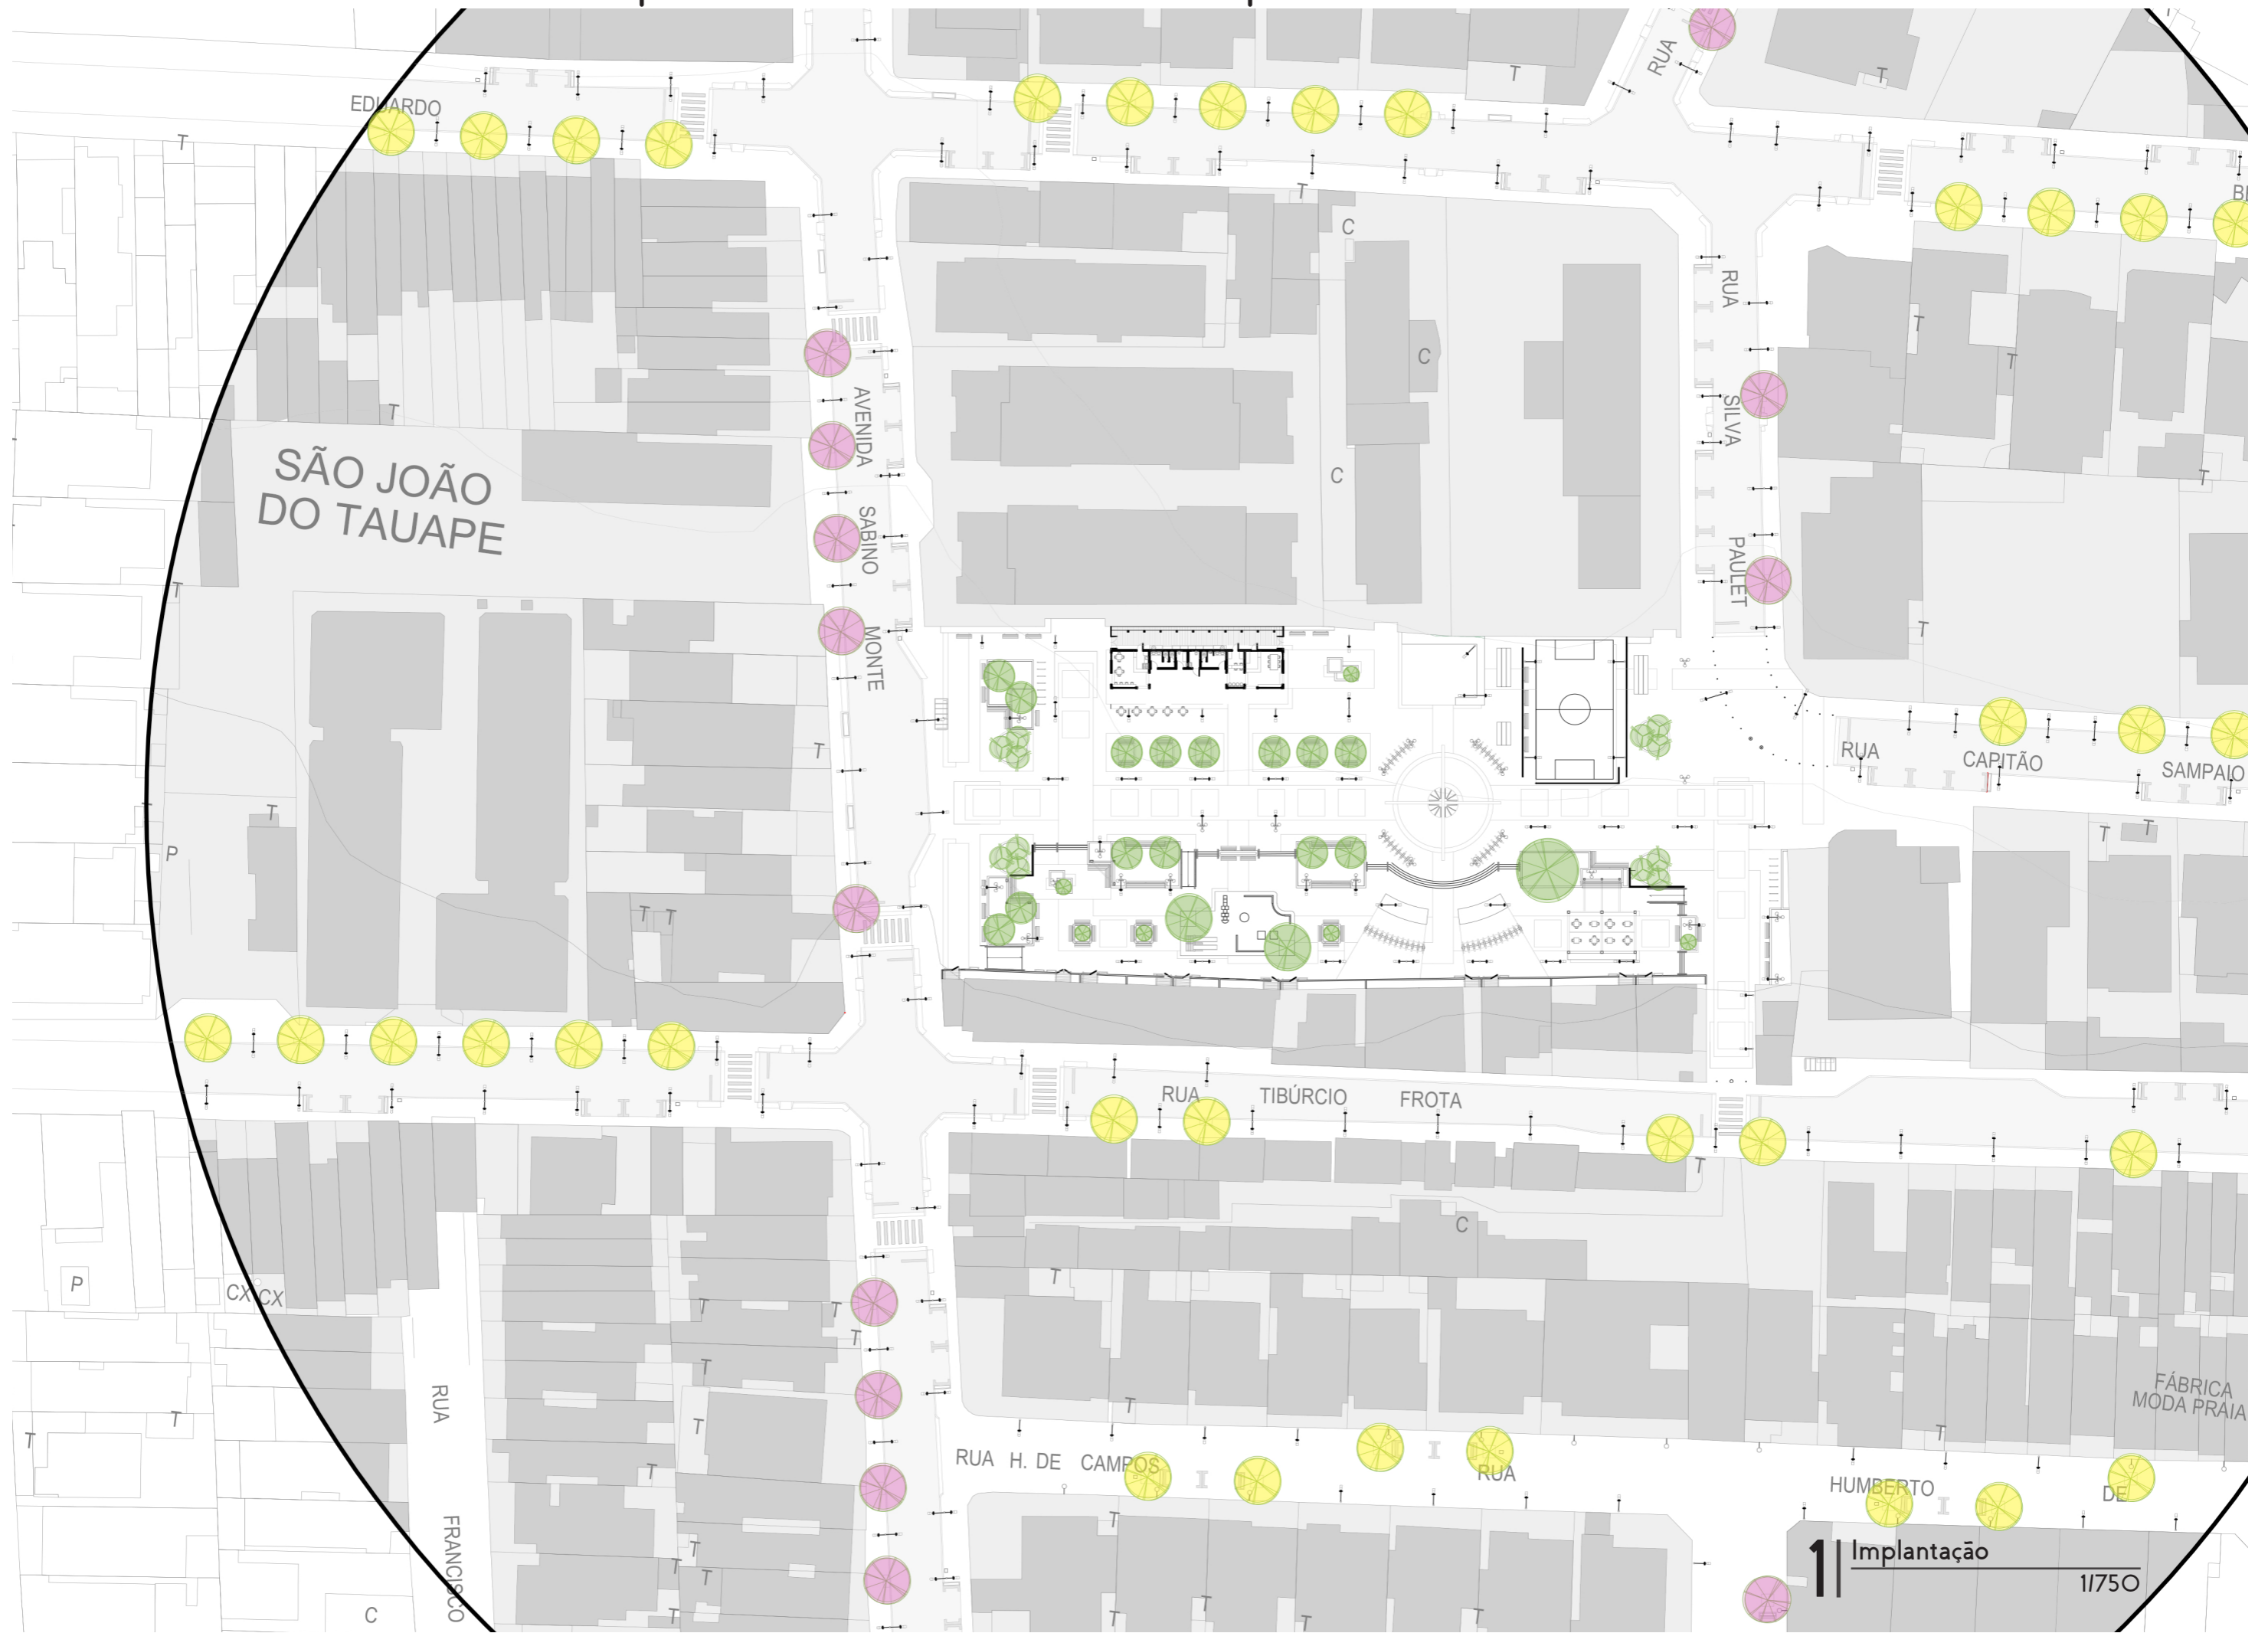 EDUARDO
RUA
T
T
T
BE
C
RUA
T
T
C
AVENIDA
SILVA
T
SÃO JOÃO
DO TAUAPE
C
T
SABINO
PAULET
T
MONTE
T
T
RUA
CAPITÃO
SAMPAIO
T
P
T
T
T
T
RUA
TIBÚRCIO
FROTA
T
C
P
CX
CX
T
T
T
T
T
RUA
FÁBRICA
MODA PRAIA
T
T
T
T
T
RUA H. DE CAMPOS
RUA
T
HUMBERTO
DE
FRANCISCO
T
T
T
T
C
T
T
T
T
1
Implantação
1/750